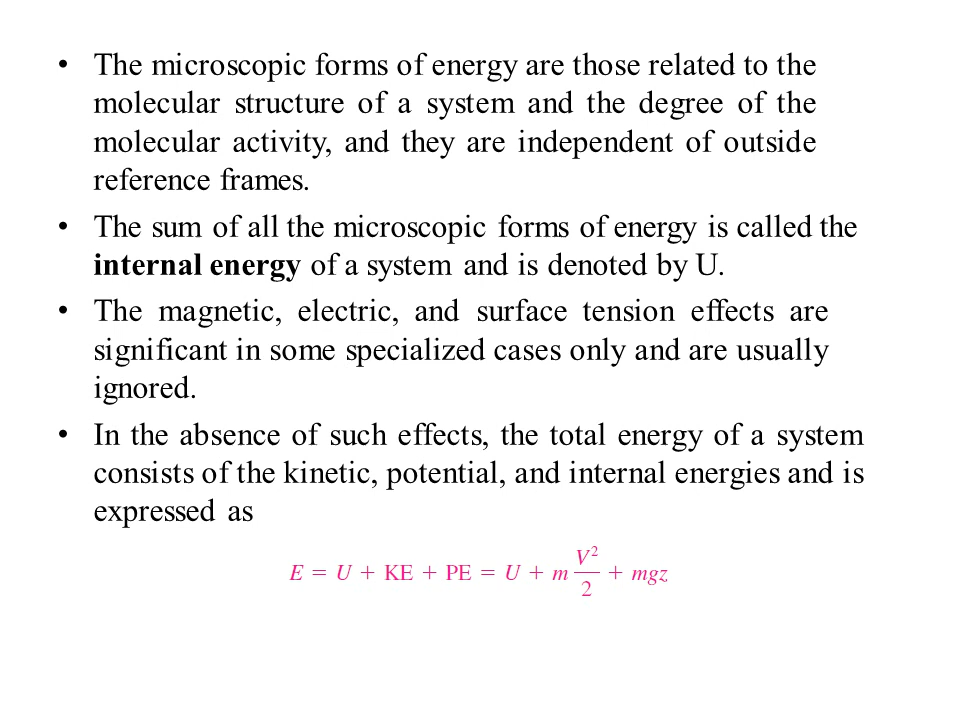 • The microscopic forms of energy are those related to the
molecular structure of a system and the degree of the
molecular activity, and they are independent of outside
reference frames.
• The sum of all the microscopic forms of energy is called the
internal energy of a system and is denoted by U.
• The magnetic, electric, and surface tension effects are
significant in some specialized cases only and are usually
ignored.
• In the absence of such effects, the total energy of a system
consists of the kinetic, potential, and internal energies and is
expressed as
E = U + KE + PE = U + m V²/2 + mgz